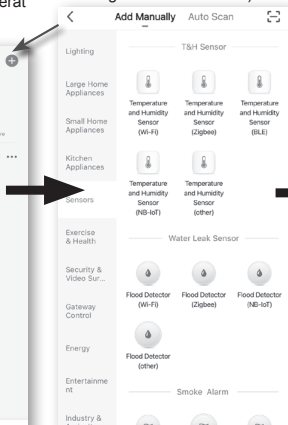 Add Manually Auto Scan
Lighting
Large Home
Appliances
Small Home
Appliances
Kitchen
Appliances
Sensors
Exercise
& Health
Security &
Video Sur...
Gateway
Control
Energy
Entertainme
nt
Industry &
T&H Sensor
Temperature
and Humidity
Sensor
(Wi-Fi)
Temperature
and Humidity
Sensor
(Zigbee)
Temperature
and Humidity
Sensor
(BLE)
Temperature
and Humidity
Sensor
(NB-IoT)
Temperature
and Humidity
Sensor
(other)
Water Leak Sensor
Flood Detector
(Wi-Fi)
Flood Detector
(Zigbee)
Flood Detector
(NB-IoT)
Flood Detector
(other)
Smoke Alarm